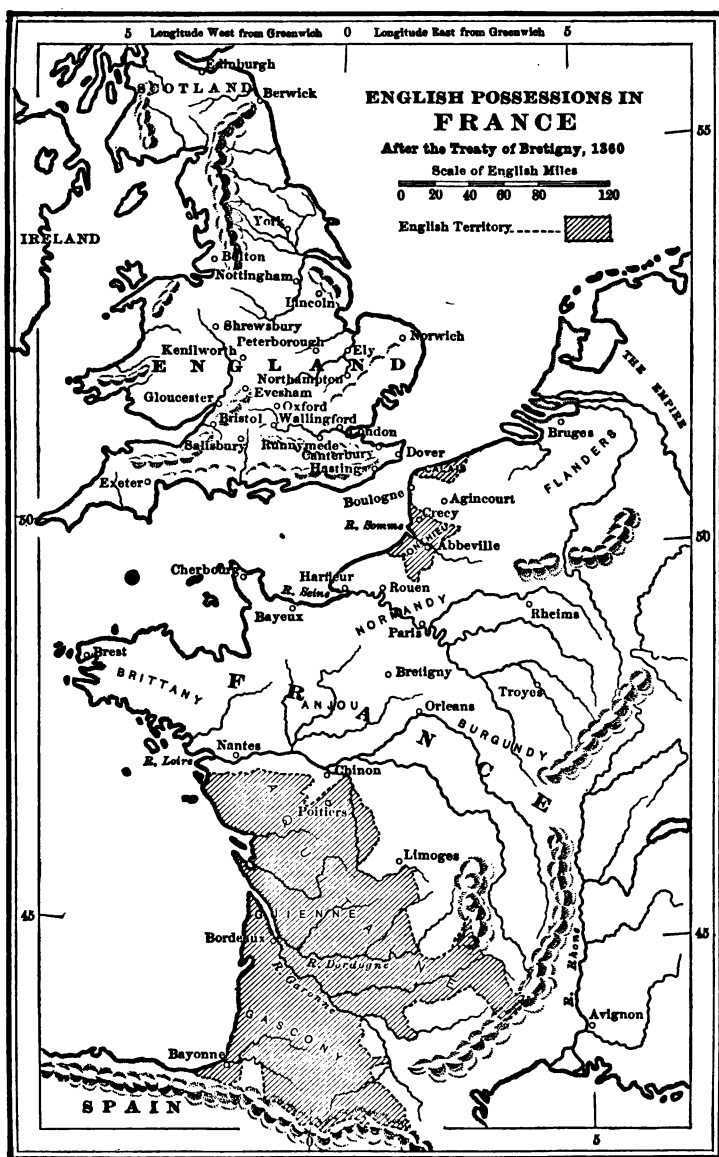 5 Longitude West from Greenwich 0 Longitude East from Greenwich 5
ENGLISH POSSESSIONS IN
FRANCE
After the Treaty of Bretigny, 1360
Scale of English Miles
0 20 40 60 80 120
English Territory
Edinburgh
SCOTLAND
Berwick
55
York
IRELAND
Bolton
Nottingham
Lincoln
Shrewsbury
Peterborough
Norwich
Kenilworth
Ely
ENGLAND
THE EMPIRE
Northampton
Evesham
Gloucester
Oxford
Bristol
Wallingford
London
Bruges
Salisbury
Runnymede
Canterbury
Dover
Hastings
CALAIS
FLANDERS
Exeter
Boulogne
Agincourt
50
Crecy
R. Somme
PONTHIEU
50
Abbeville
Cherbourg
Harfleur
R. Seine
Rouen
Bayeux
NORMANDY
Rheims
Paris
Brest
BRITTANY
Bretigny
FRANCE
Troyes
ANJOU
Orleans
BURGUNDY
Nantes
R. Loire
Chinon
Poitiers
Limoges
45
GUIENNE
45
Bordeaux
R. Dordogne
R. Garonne
R. Rhone
GASCONY
Avignon
Bayonne
SPAIN
0
5